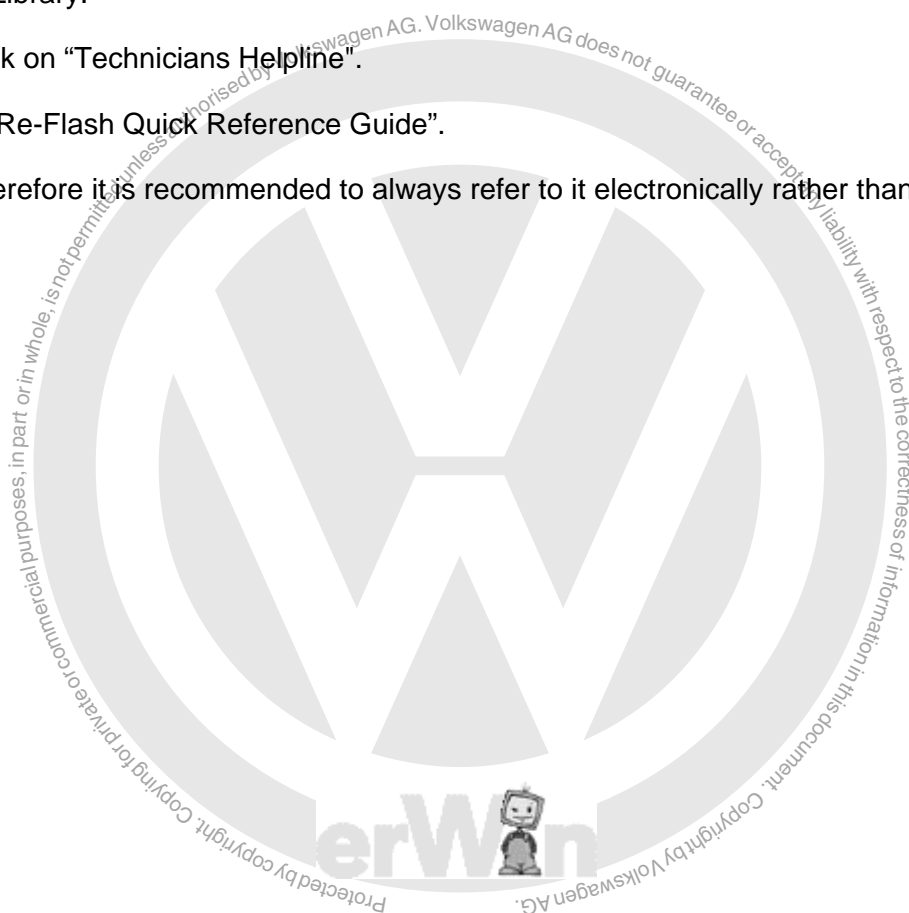 Library.
k on “Technicians Helpline".
Re-Flash Quick Reference Guide”.
erefore it is recommended to always refer to it electronically rather than
Protected by copyright. Copying for private or commercial purposes, in part or in whole, is not permitted unless authorised by Volkswagen AG. Volkswagen AG does not guarantee or accept any liability with respect to the correctness of information in this document. Copyright by Volkswagen AG.
erWin